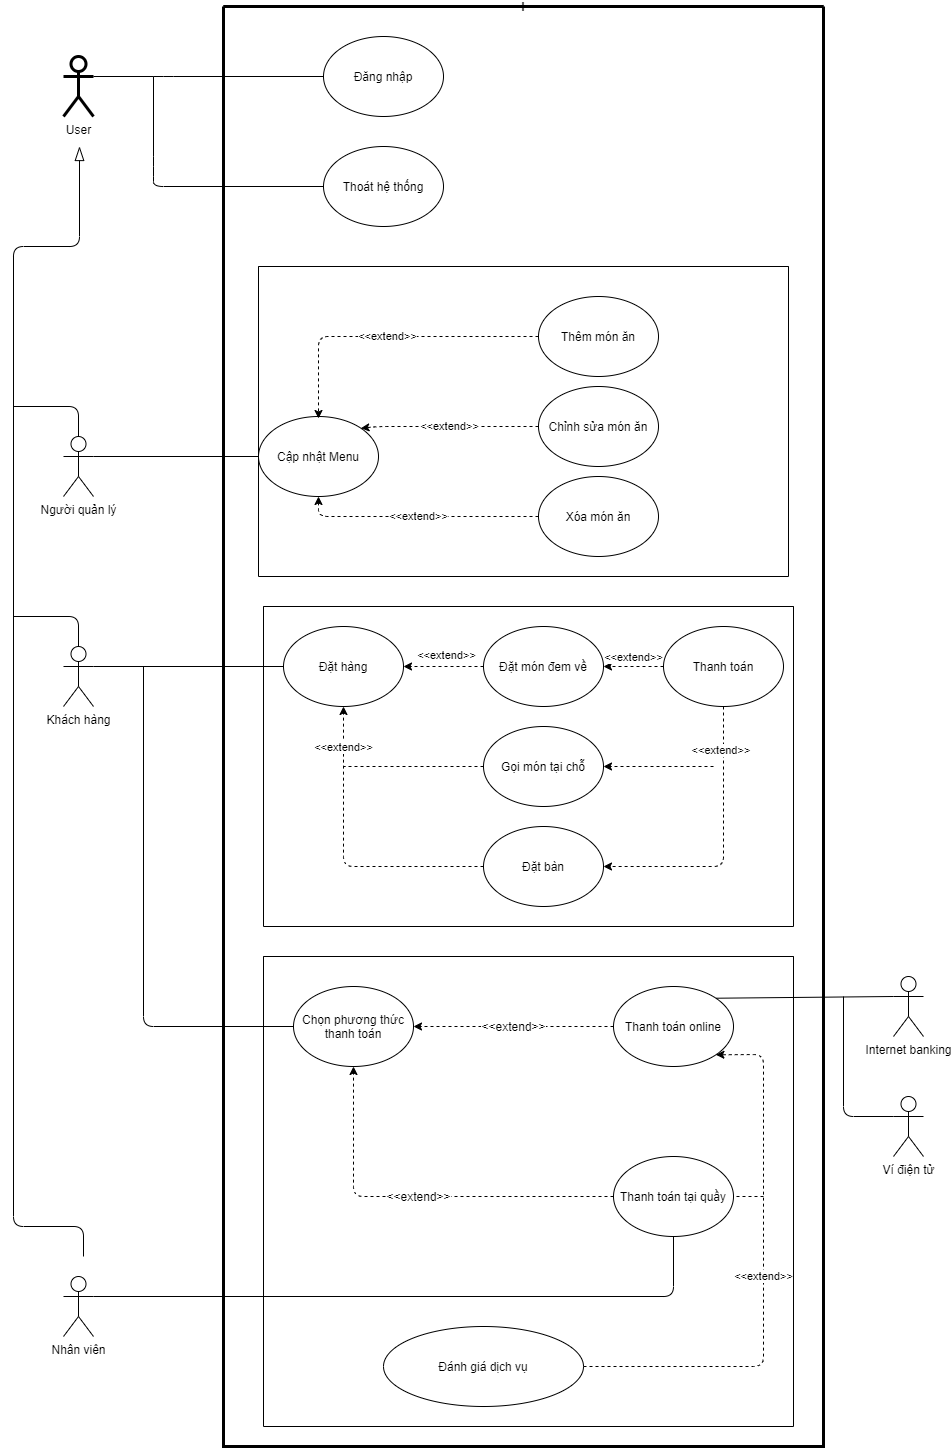 Đăng nhập
User
Thoát hệ thống
<<extend>>
Thêm món ăn
<<extend>>
Chỉnh sửa món ăn
Cập nhật Menu
Người quản lý
<<extend>>
Xóa món ăn
Khách hàng
Đặt hàng
<<extend>>
Đặt món đem về
<<extend>>
Thanh toán
<<extend>>
<<extend>>
Gọi món tại chỗ
Đặt bàn
Chọn phương thức
thanh toán
<<extend>>
Thanh toán online
Internet banking
Ví điện tử
<<extend>>
Thanh toán tại quầy
<<extend>>
Nhân viên
Đánh giá dịch vụ